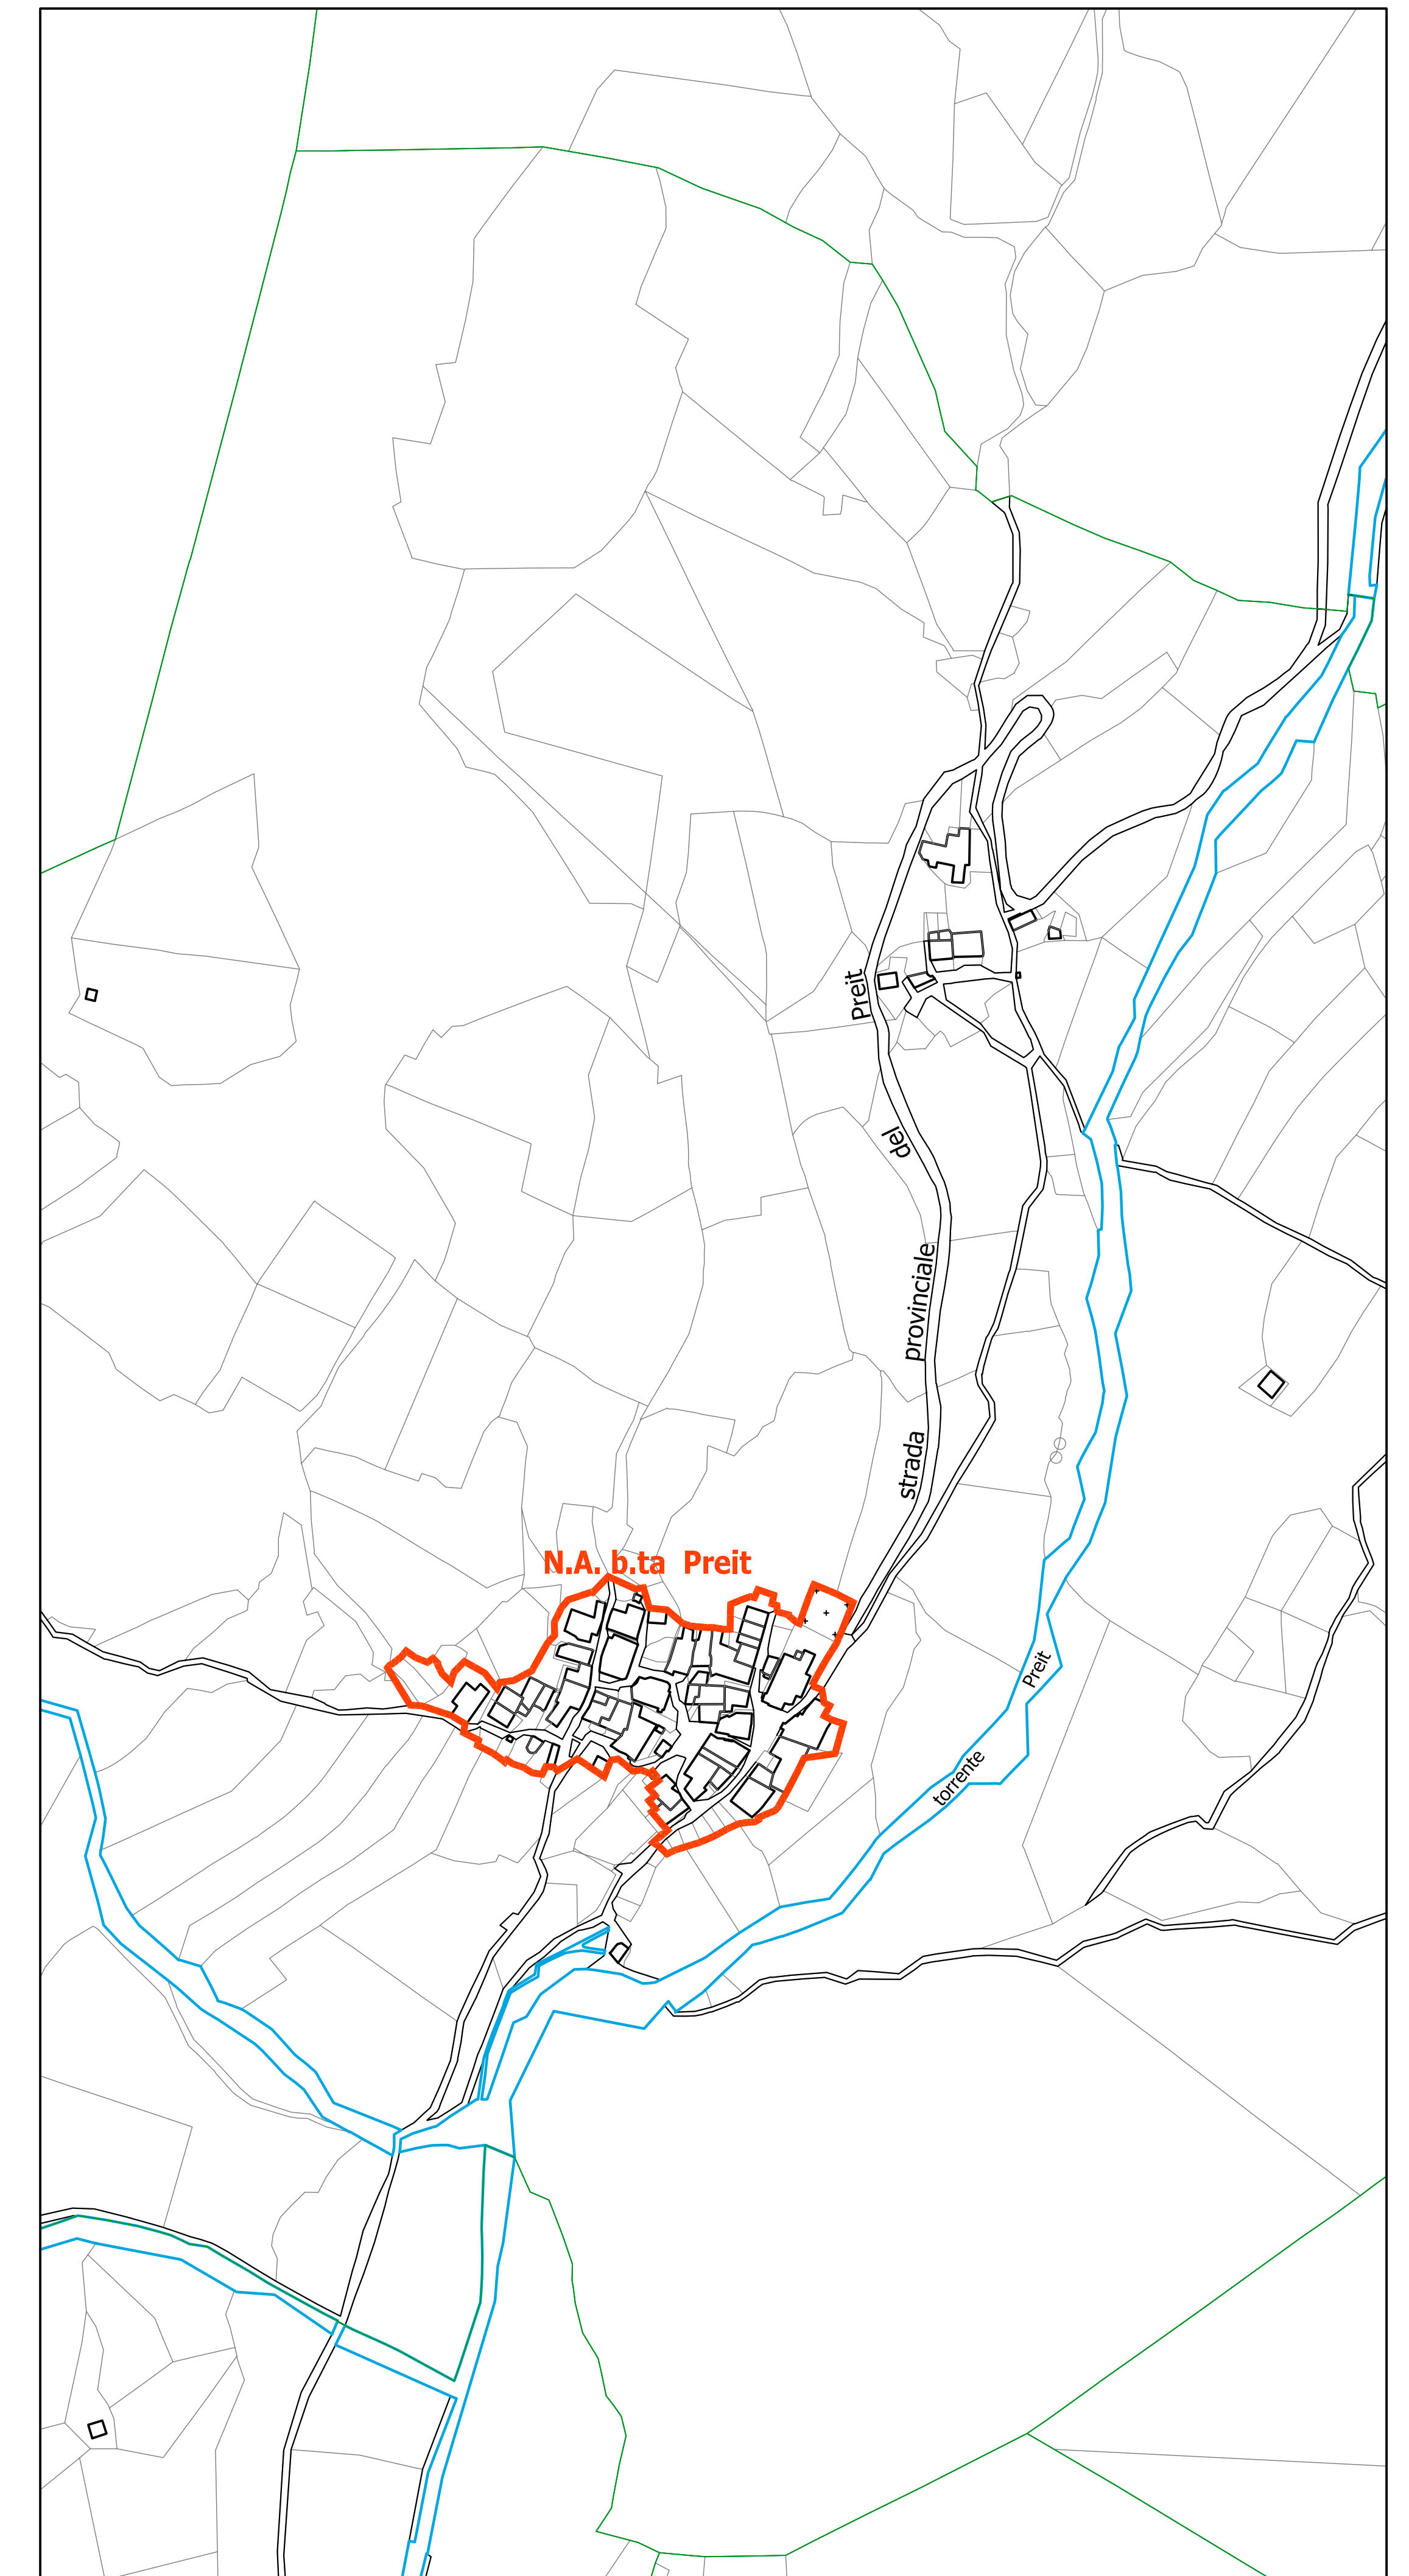 Preit
del
provinciale
strada
N.A. b.ta Preit
Preit
torrente